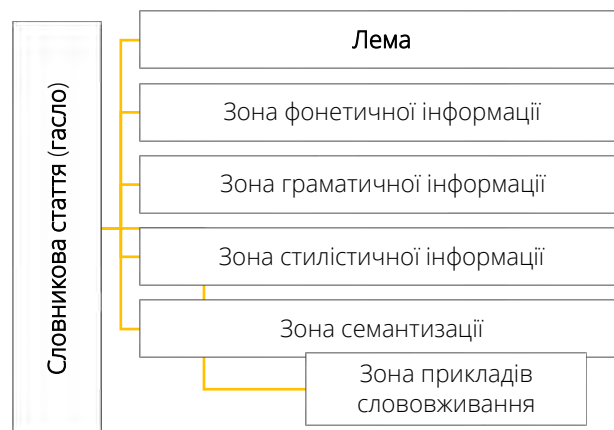 Словникова стаття (гасло)
Лема
Зона фонетичної інформації
Зона граматичної інформації
Зона стилістичної інформації
Зона семантизації
Зона прикладів
слововживання